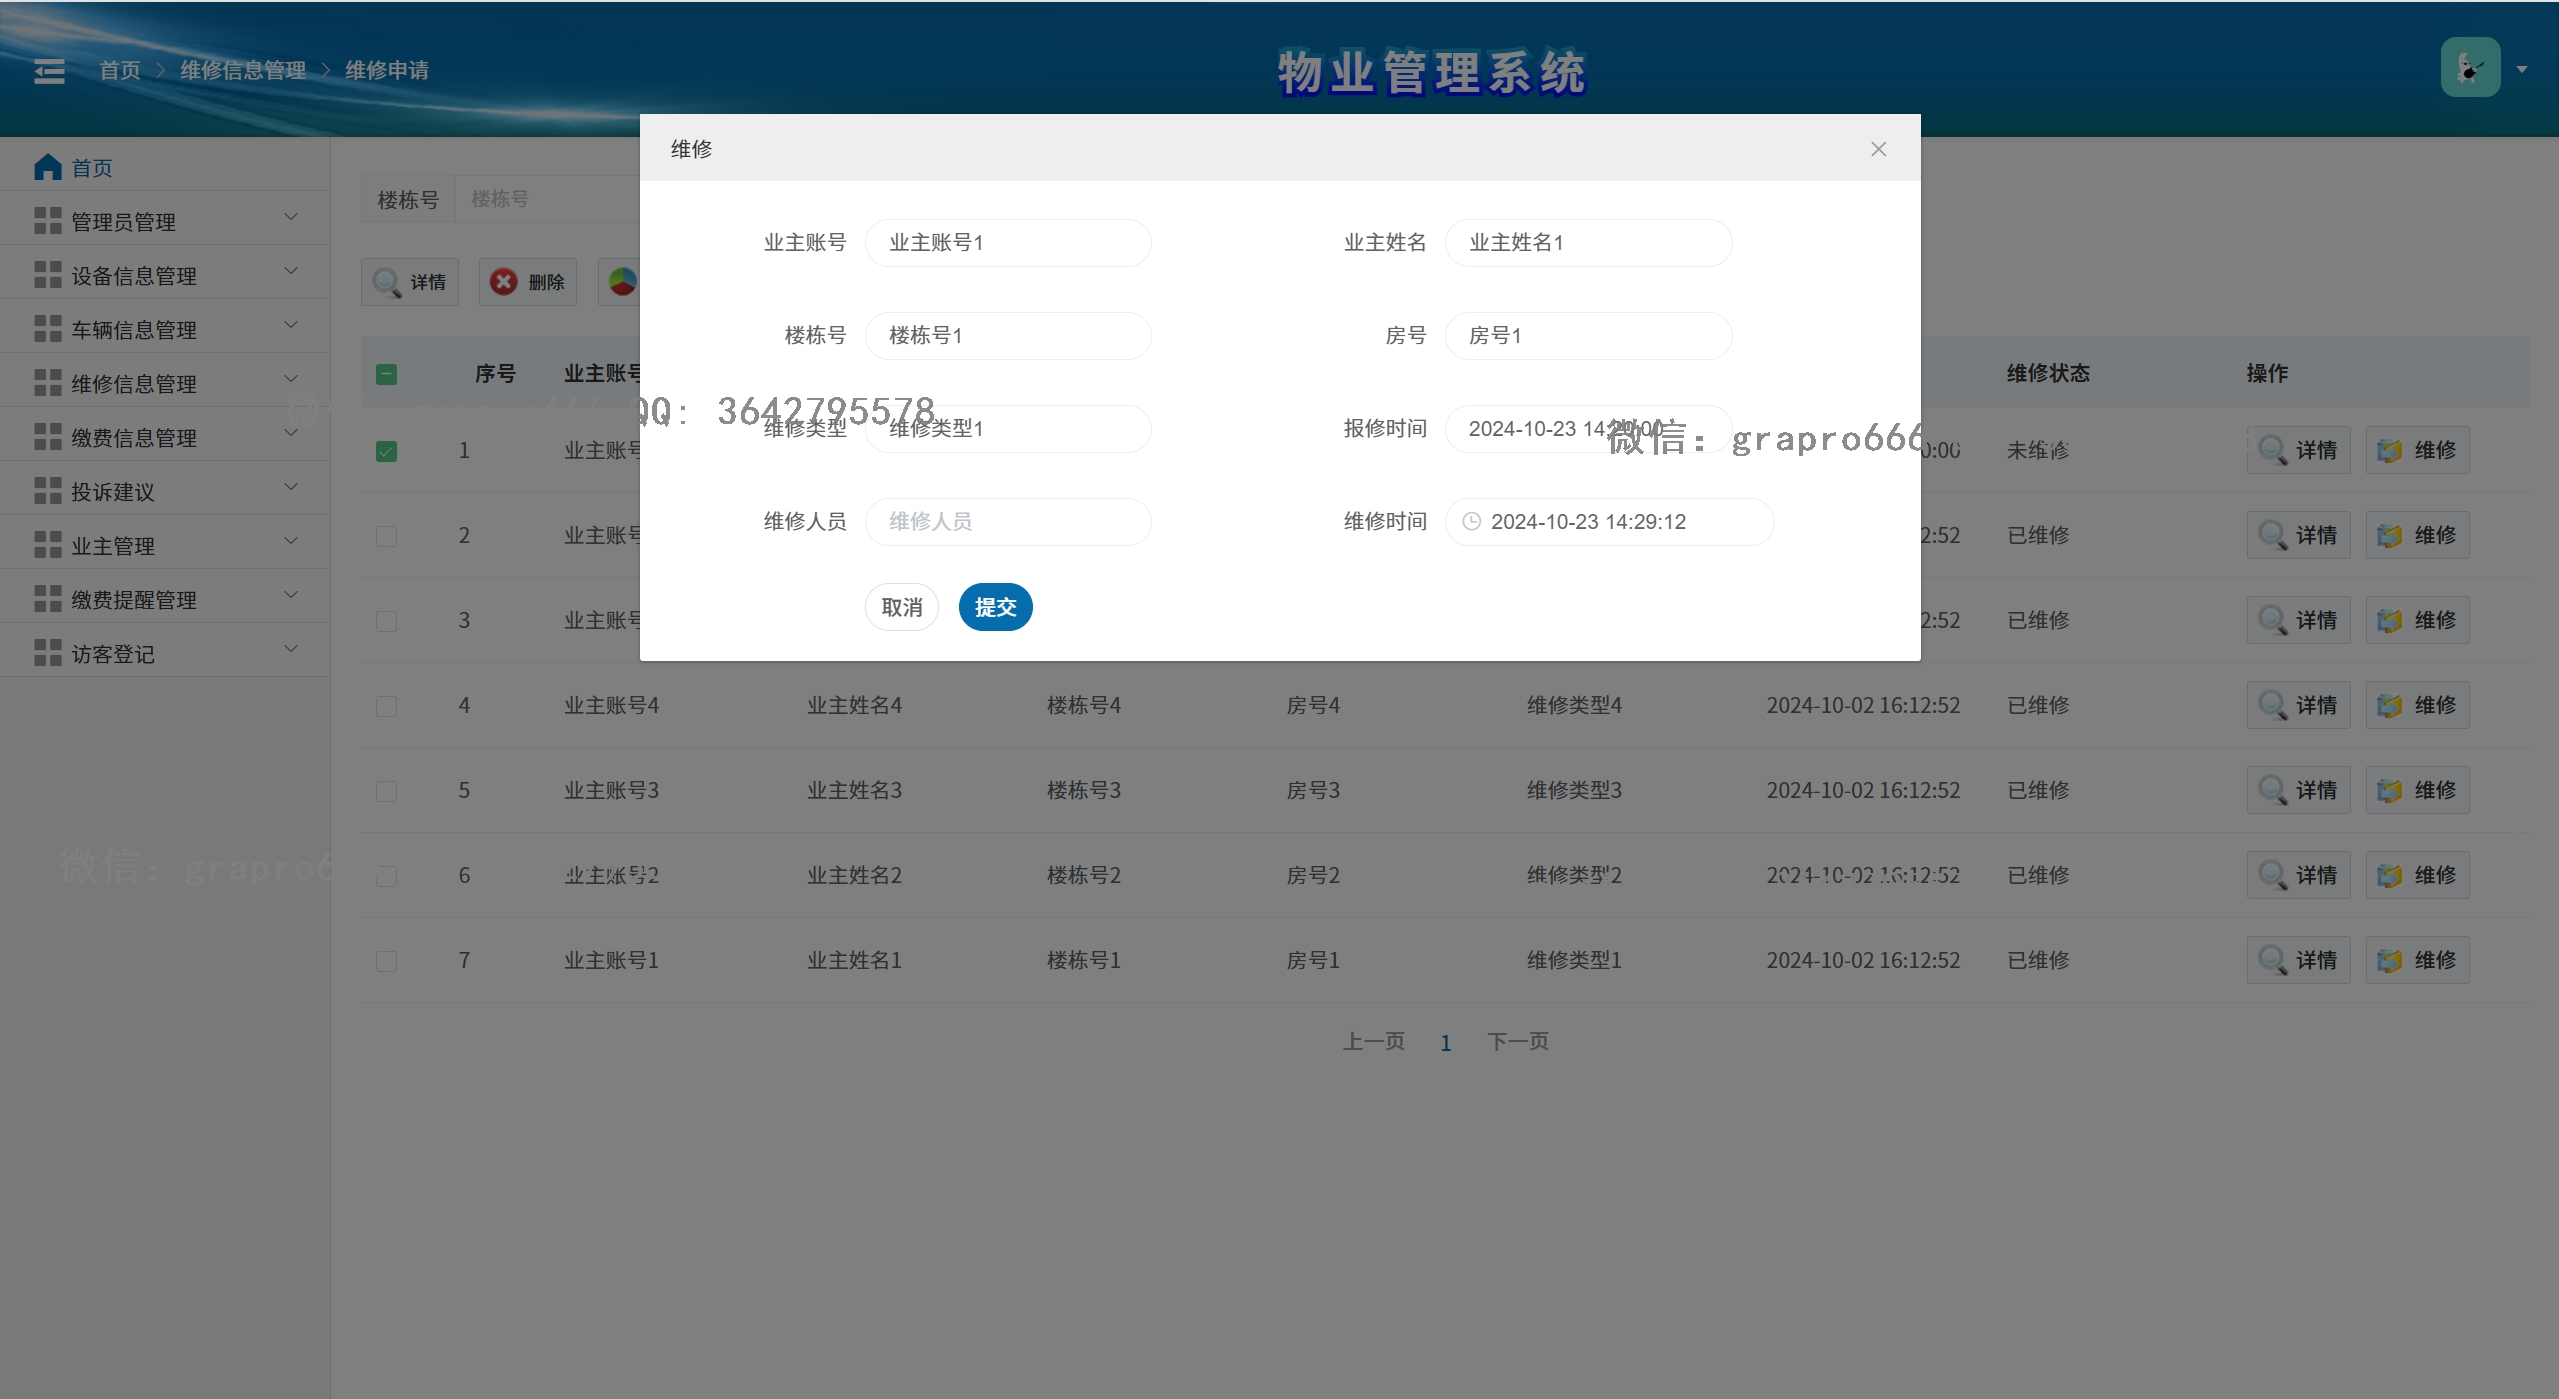 首页 > 维修信息管理 > 维修申请
物业管理系统
首页
管理员管理
设备信息管理
车辆信息管理
维修信息管理
缴费信息管理
投诉建议
业主管理
缴费提醒管理
访客登记
楼栋号 楼栋号
详情 删除
维修
业主账号 业主账号1 业主姓名 业主姓名1
楼栋号 楼栋号1 房号 房号1
QQ: 3642795578
维修类型 维修类型1 报修时间 2024-10-23 14:20:00
微信: grapro666
维修人员 维修人员 维修时间 2024-10-23 14:29:12
取消 提交
序号 业主账号 维修状态 操作
1 业主账号 0:00 未维修 详情 维修
2 业主账号 2:52 已维修 详情 维修
3 业主账号 2:52 已维修 详情 维修
4 业主账号4 业主姓名4 楼栋号4 房号4 维修类型4 2024-10-02 16:12:52 已维修 详情 维修
5 业主账号3 业主姓名3 楼栋号3 房号3 维修类型3 2024-10-02 16:12:52 已维修 详情 维修
微信: grapro6
6 业主账号2 业主姓名2 楼栋号2 房号2 维修类型2 2024-10-02 16:12:52 已维修 详情 维修
7 业主账号1 业主姓名1 楼栋号1 房号1 维修类型1 2024-10-02 16:12:52 已维修 详情 维修
上一页 1 下一页